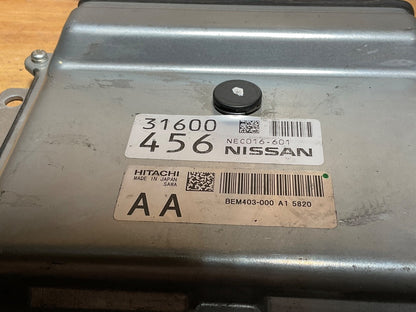 31600
456
NEC016-601
NISSAN
HITACHI
MADE IN JAPAN
SAWA
AA
BEM403-000 A1 5820